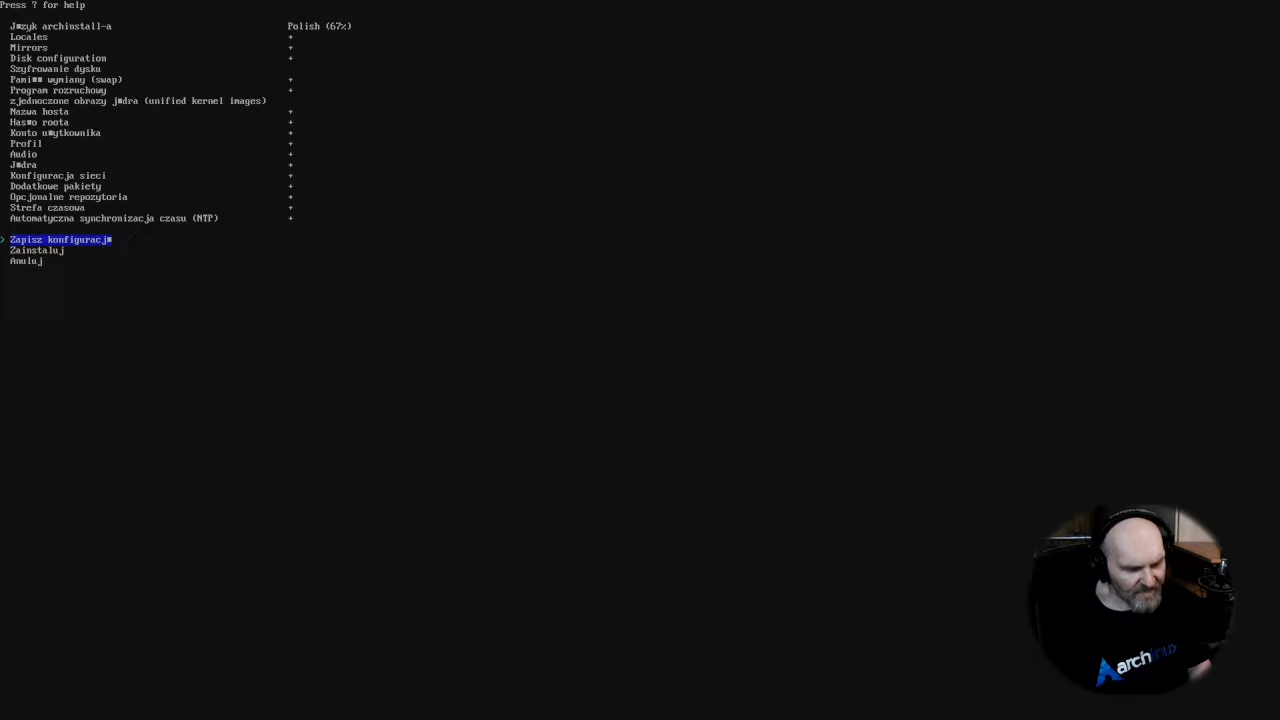 Press ? for help
J■zyk archinstall-a Polish (67%)
Locales +
Mirrors +
Disk configuration +
Szyfrowanie dysku
Pami■■ wymiany (swap) +
Program rozruchowy +
zjednoczone obrazy j■dra (unified kernel images)
Nazwa hosta +
Has■o roota +
Konto u■ytkownika +
Profil +
Audio +
J■dra +
Konfiguracja sieci +
Dodatkowe pakiety +
Opcjonalne repozytoria +
Strefa czasowa +
Automatyczna synchronizacja czasu (NTP) +
> Zapisz konfiguracj■
Zainstaluj
Anuluj
archlinux